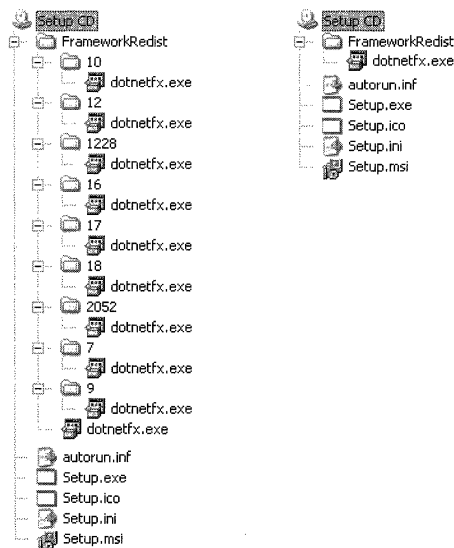 Setup CD
FrameworkRedist
10
dotnetfx.exe
12
dotnetfx.exe
1228
dotnetfx.exe
16
dotnetfx.exe
17
dotnetfx.exe
18
dotnetfx.exe
2052
dotnetfx.exe
7
dotnetfx.exe
9
dotnetfx.exe
dotnetfx.exe
autorun.inf
Setup.exe
Setup.ico
Setup.ini
Setup.msi
Setup CD
FrameworkRedist
dotnetfx.exe
autorun.inf
Setup.exe
Setup.ico
Setup.ini
Setup.msi